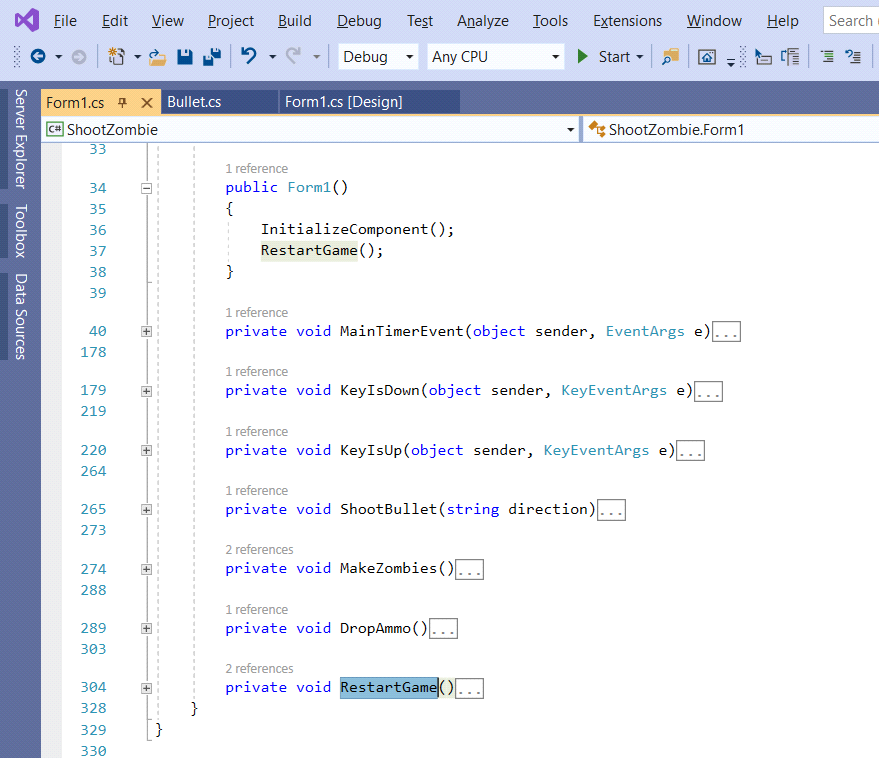 File Edit View Project Build Debug Test Analyze Tools Extensions Window Help Search
Debug Any CPU Start
Server Explorer
Toolbox
Data Sources
Form1.cs Bullet.cs Form1.cs [Design]
C# ShootZombie ShootZombie.Form1
33
1 reference
34 public Form1()
35 {
36 InitializeComponent();
37 RestartGame();
38 }
39
1 reference
40 private void MainTimerEvent(object sender, EventArgs e)...
178
1 reference
179 private void KeyIsDown(object sender, KeyEventArgs e)...
219
1 reference
220 private void KeyIsUp(object sender, KeyEventArgs e)...
264
1 reference
265 private void ShootBullet(string direction)...
273
2 references
274 private void MakeZombies()...
288
1 reference
289 private void DropAmmo()...
303
2 references
304 private void RestartGame()...
328 }
329 }
330